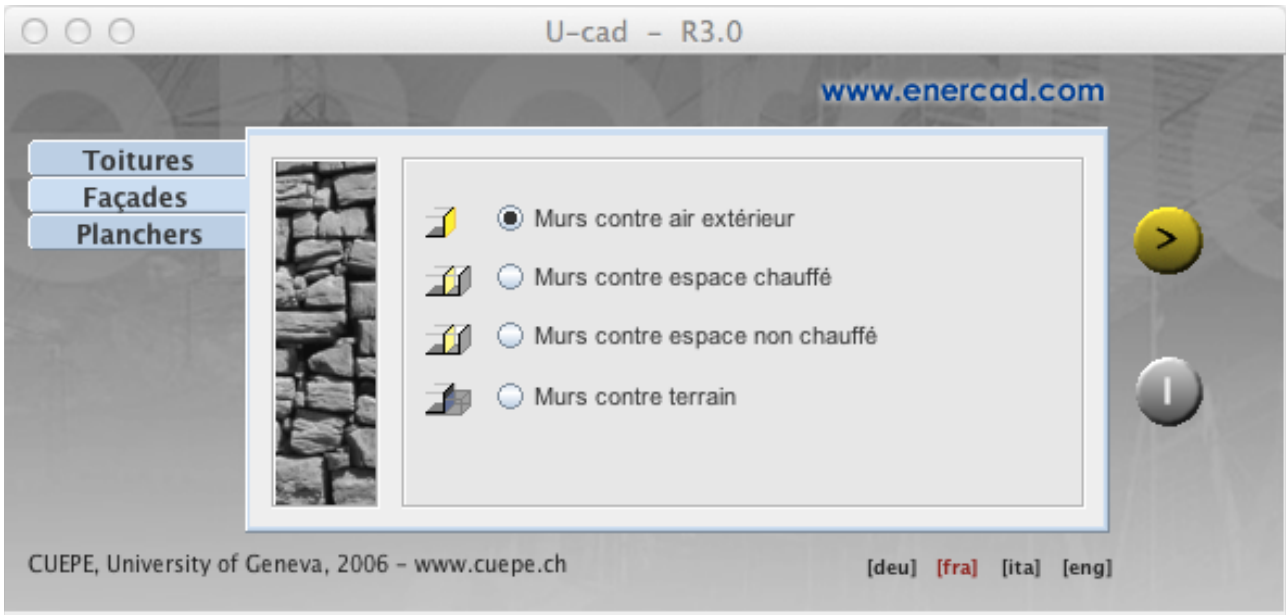 U-cad - R3.0
www.enercad.com
Toitures
Façades
Planchers
Murs contre air extérieur
Murs contre espace chauffé
Murs contre espace non chauffé
Murs contre terrain
>
I
CUEPE, University of Geneva, 2006 - www.cuepe.ch
[deu] [fra] [ita] [eng]